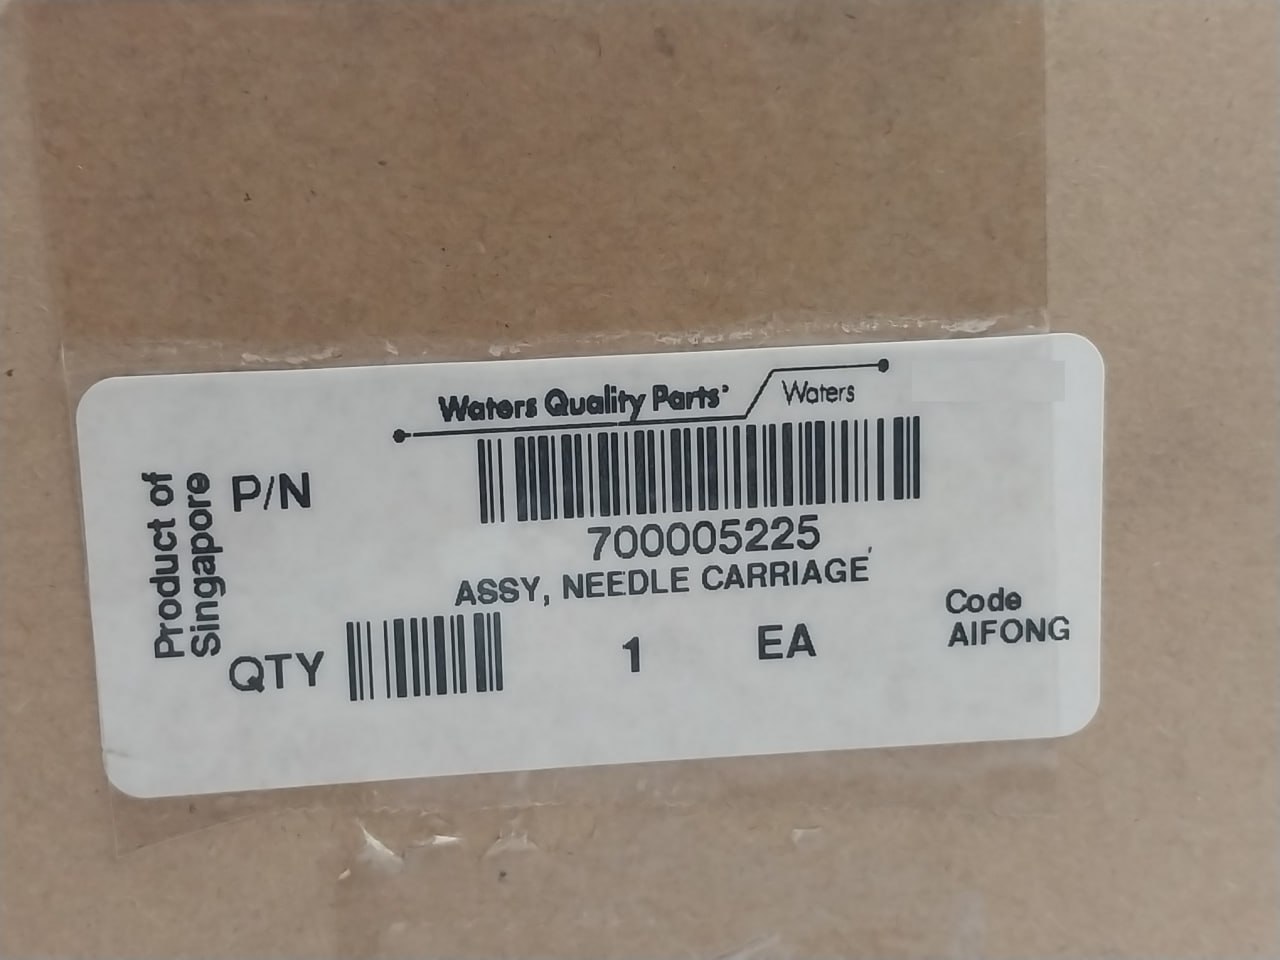 Waters Quality Parts
Waters
Product of
Singapore
P/N
700005225
ASSY, NEEDLE CARRIAGE
QTY
1
EA
Code
AIFONG